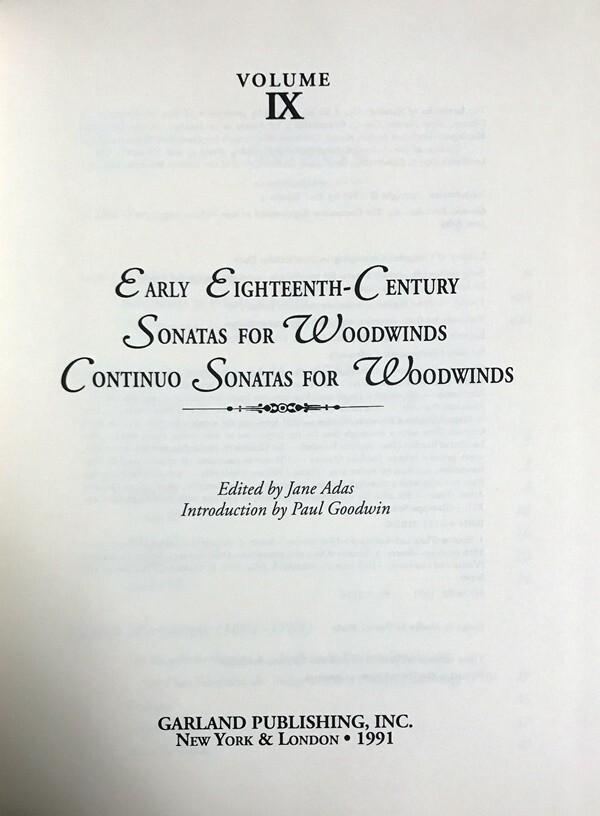 VOLUME
IX
EARLY EIGHTEENTH-CENTURY
SONATAS FOR WOODWINDS
CONTINUO SONATAS FOR WOODWINDS
Edited by Jane Adas
Introduction by Paul Goodwin
GARLAND PUBLISHING, INC.
NEW YORK & LONDON • 1991